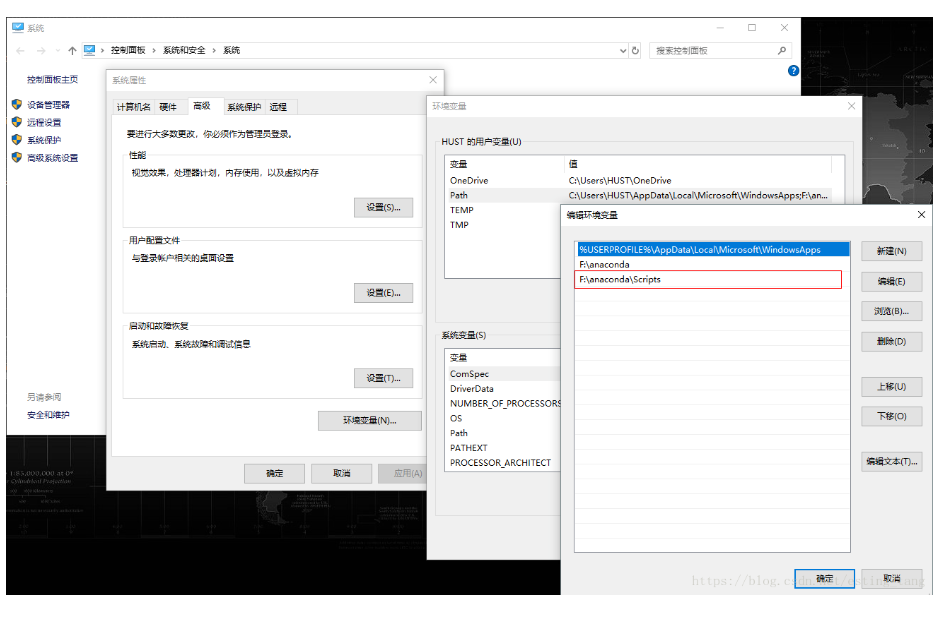 系统
控制面板 > 系统和安全 > 系统
搜索控制面板
控制面板主页
设备管理器
远程设置
系统保护
高级系统设置
另请参阅
安全和维护
系统属性
计算机名 硬件 高级 系统保护 远程
要进行大多数更改，你必须作为管理员登录。
性能
视觉效果，处理器计划，内存使用，以及虚拟内存
设置(S)...
用户配置文件
与登录帐户相关的桌面设置
设置(E)...
启动和故障恢复
系统启动、系统故障和调试信息
设置(T)...
环境变量(N)...
确定 取消 应用(A)
环境变量
HUST 的用户变量(U)
变量 值
OneDrive C:\Users\HUST\OneDrive
Path C:\Users\HUST\AppData\Local\Microsoft\WindowsApps;F:\an...
TEMP
TMP
系统变量(S)
变量
ComSpec
DriverData
NUMBER_OF_PROCESSORS
OS
Path
PATHEXT
PROCESSOR_ARCHITECT
编辑环境变量
%USERPROFILE%\AppData\Local\Microsoft\WindowsApps
F:\anaconda
F:\anaconda\Scripts
新建(N)
编辑(E)
浏览(B)...
删除(D)
上移(U)
下移(O)
编辑文本(T)...
确定 取消
1:85,000,000 at 0°